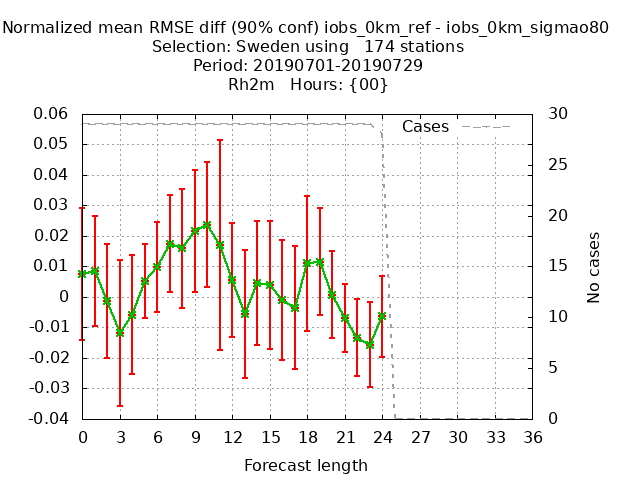 Normalized mean RMSE diff (90% conf) iobs_0km_ref - iobs_0km_sigmao80
Selection: Sweden using   174 stations
Period: 20190701-20190729
Rh2m   Hours: {00}
Cases
0.06
0.05
0.04
0.03
0.02
0.01
0
-0.01
-0.02
-0.03
-0.04
30
25
20
15
10
5
0
No cases
0 3 6 9 12 15 18 21 24 27 30 33 36
Forecast length